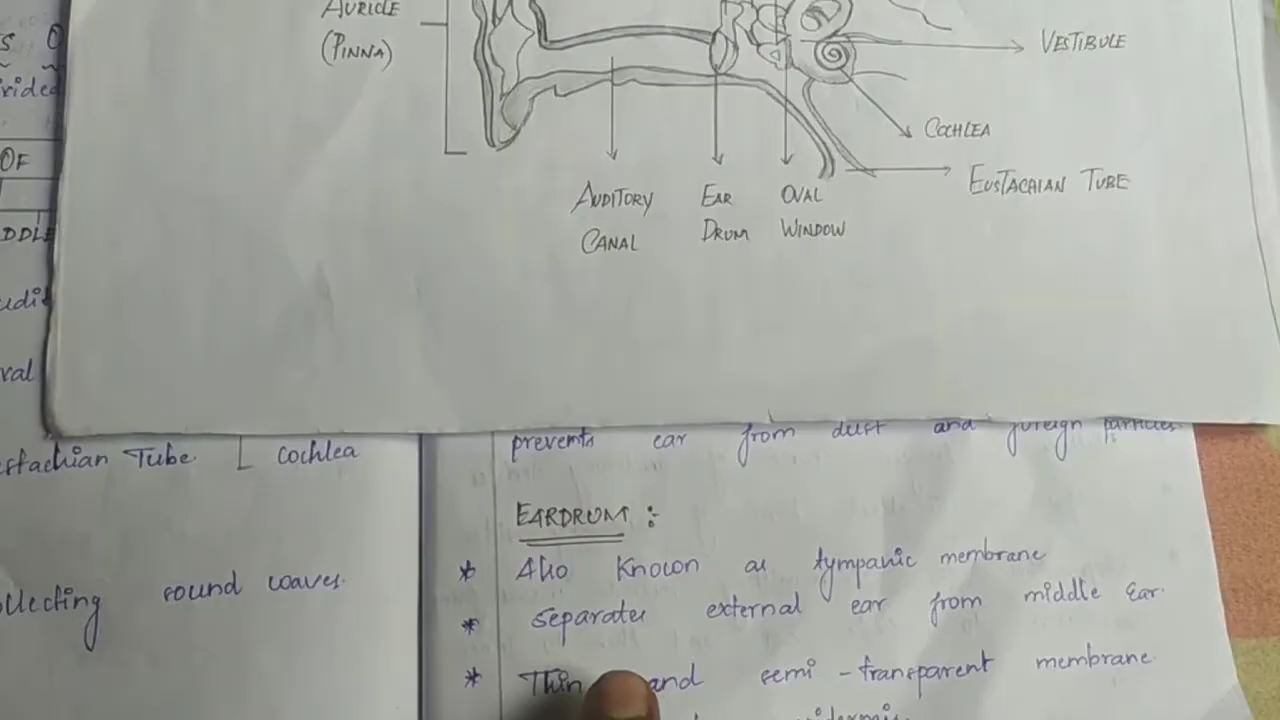 AURICLE
(PINNA)
VESTIBULE
COCHLEA
EUSTACHIAN TUBE
AUDITORY
CANAL
EAR
DRUM
OVAL
WINDOW
OF
cochlea
Tube
sound waves.
prevents ear from dust and foreign particles.
EARDRUM :
* Also Known as tympanic membrane
* separates external ear from middle ear.
* Thin and semi - transparent membrane.